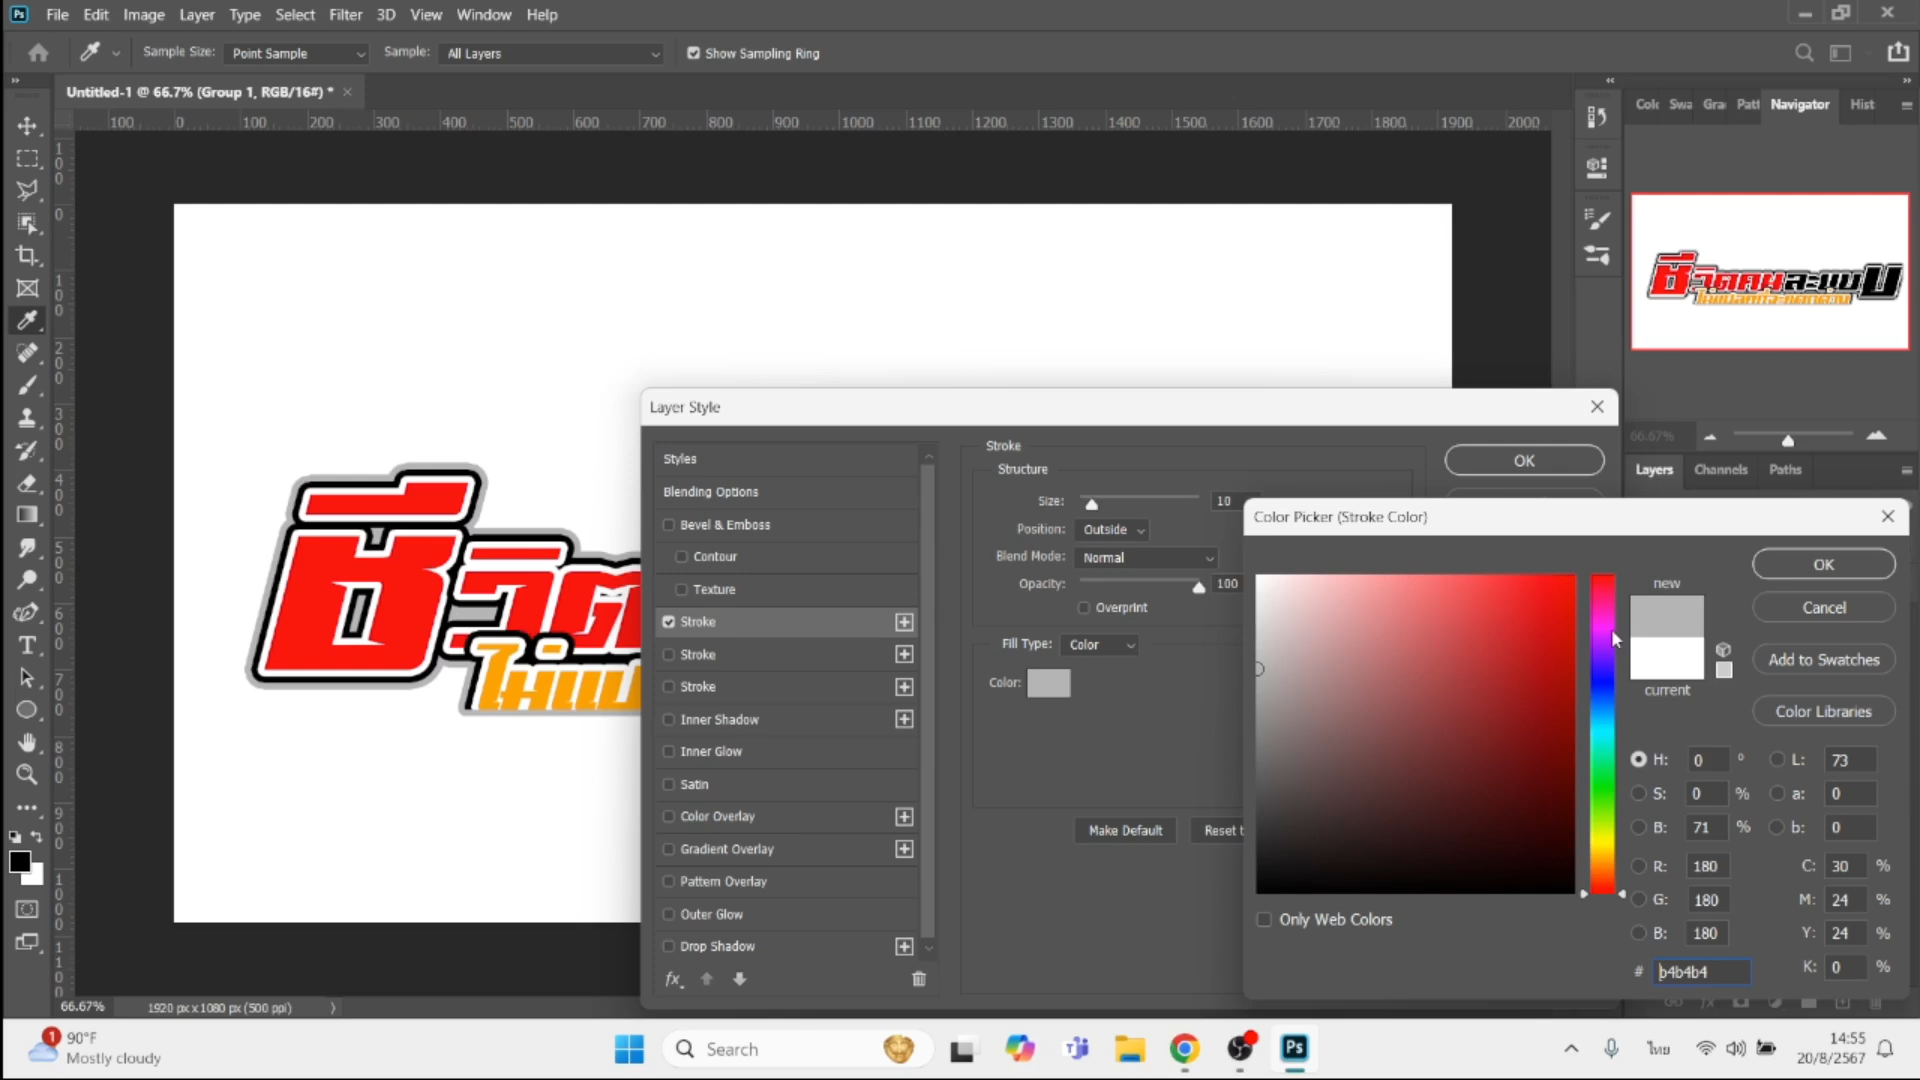 File Edit Image Layer Type Select Filter 3D View Window Help
Sample Size: Point Sample Sample: All Layers Show Sampling Ring
Untitled-1 @ 66.7% (Group 1, RGB/16#) *
Navigator Hist
100 0 100 200 300 400 500 600 700 800 900 1000 1100 1200 1300 1400 1500 1600 1700 1800 1900 2000
66.67%
Layers Channels Paths
Layer Style
Styles
Blending Options
Bevel & Emboss
Contour
Texture
Stroke
Stroke
Stroke
Inner Shadow
Inner Glow
Satin
Color Overlay
Gradient Overlay
Pattern Overlay
Outer Glow
Drop Shadow
fx
Stroke
Structure
Size: 10
Position: Outside
Blend Mode: Normal
Opacity: 100
Overprint
Fill Type: Color
Color:
Make Default Reset t
OK
Color Picker (Stroke Color)
new
current
OK
Cancel
Add to Swatches
Color Libraries
H: 0 ° L: 73
S: 0 % a: 0
B: 71 % b: 0
R: 180 C: 30 %
G: 180 M: 24 %
B: 180 Y: 24 %
# b4b4b4 K: 0 %
Only Web Colors
66.67% 1920 px x 1080 px (500 ppi)
1
90°F
Mostly cloudy
Search
Ps
ไทย
14:55
20/8/2567